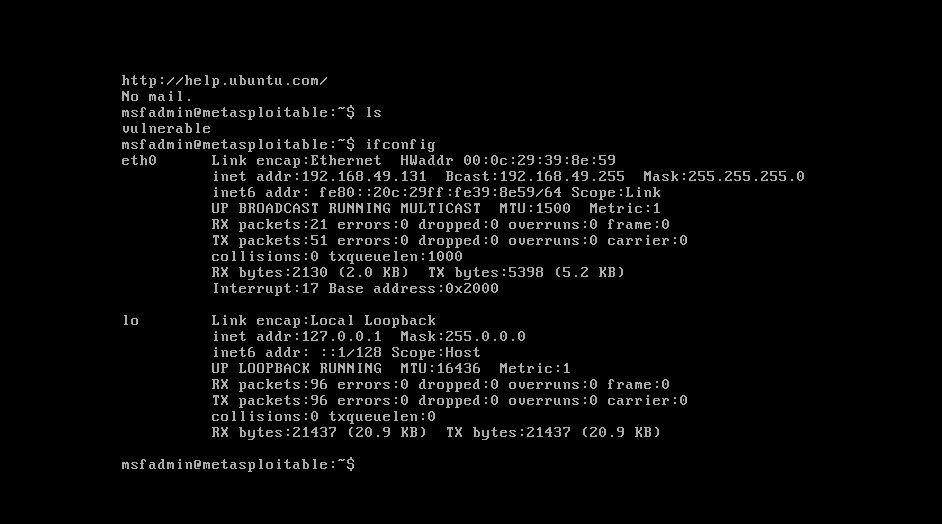 http://help.ubuntu.com/
No mail.
msfadmin@metasploitable:~$ ls
vulnerable
msfadmin@metasploitable:~$ ifconfig
eth0      Link encap:Ethernet  HWaddr 00:0c:29:39:8e:59
          inet addr:192.168.49.131  Bcast:192.168.49.255  Mask:255.255.255.0
          inet6 addr: fe80::20c:29ff:fe39:8e59/64 Scope:Link
          UP BROADCAST RUNNING MULTICAST  MTU:1500  Metric:1
          RX packets:21 errors:0 dropped:0 overruns:0 frame:0
          TX packets:51 errors:0 dropped:0 overruns:0 carrier:0
          collisions:0 txqueuelen:1000
          RX bytes:2130 (2.0 KB)  TX bytes:5398 (5.2 KB)
          Interrupt:17 Base address:0x2000

lo        Link encap:Local Loopback
          inet addr:127.0.0.1  Mask:255.0.0.0
          inet6 addr: ::1/128 Scope:Host
          UP LOOPBACK RUNNING  MTU:16436  Metric:1
          RX packets:96 errors:0 dropped:0 overruns:0 frame:0
          TX packets:96 errors:0 dropped:0 overruns:0 carrier:0
          collisions:0 txqueuelen:0
          RX bytes:21437 (20.9 KB)  TX bytes:21437 (20.9 KB)

msfadmin@metasploitable:~$